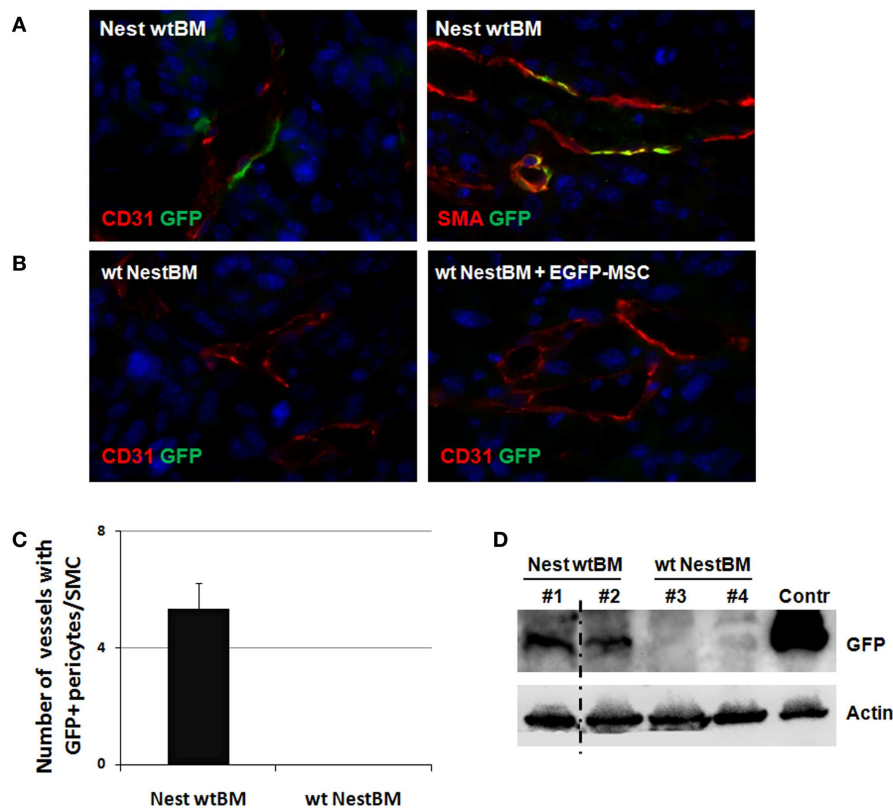 A
Nest wtBM
CD31 GFP
Nest wtBM
SMA GFP
B
wt NestBM
CD31 GFP
wt NestBM + EGFP-MSC
CD31 GFP
C
Number of vessels with
GFP+ pericytes/SMC
8
4
0
Nest wtBM
wt NestBM
D
Nest wtBM wt NestBM
#1 #2 #3 #4 Contr
GFP
Actin